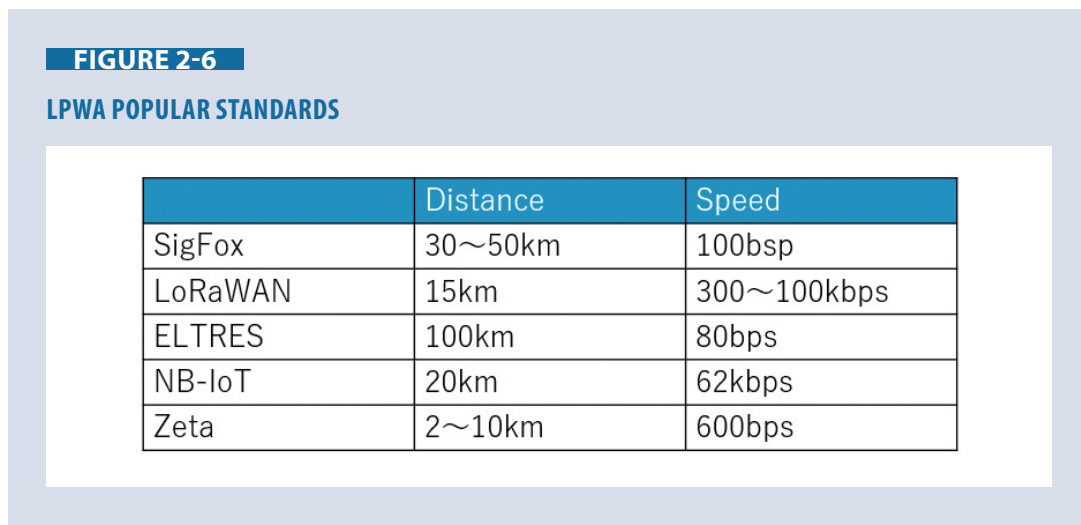 FIGURE 2-6
LPWA POPULAR STANDARDS
Distance Speed
SigFox 30～50km 100bsp
LoRaWAN 15km 300～100kbps
ELTRES 100km 80bps
NB-IoT 20km 62kbps
Zeta 2～10km 600bps